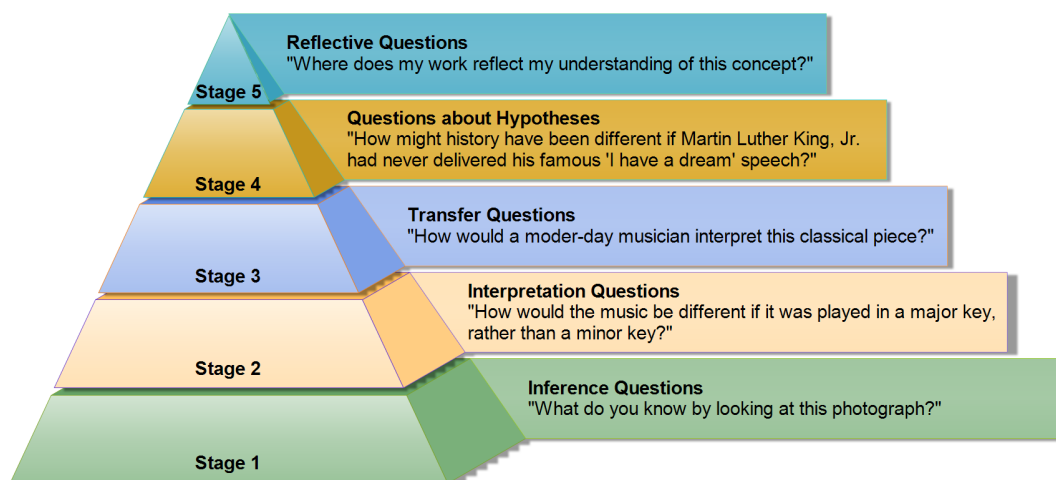 Reflective Questions
"Where does my work reflect my understanding of this concept?"
Stage 5
Questions about Hypotheses
"How might history have been different if Martin Luther King, Jr.
had never delivered his famous 'I have a dream' speech?"
Stage 4
Transfer Questions
"How would a moder-day musician interpret this classical piece?"
Stage 3
Interpretation Questions
"How would the music be different if it was played in a major key,
rather than a minor key?"
Stage 2
Inference Questions
"What do you know by looking at this photograph?"
Stage 1